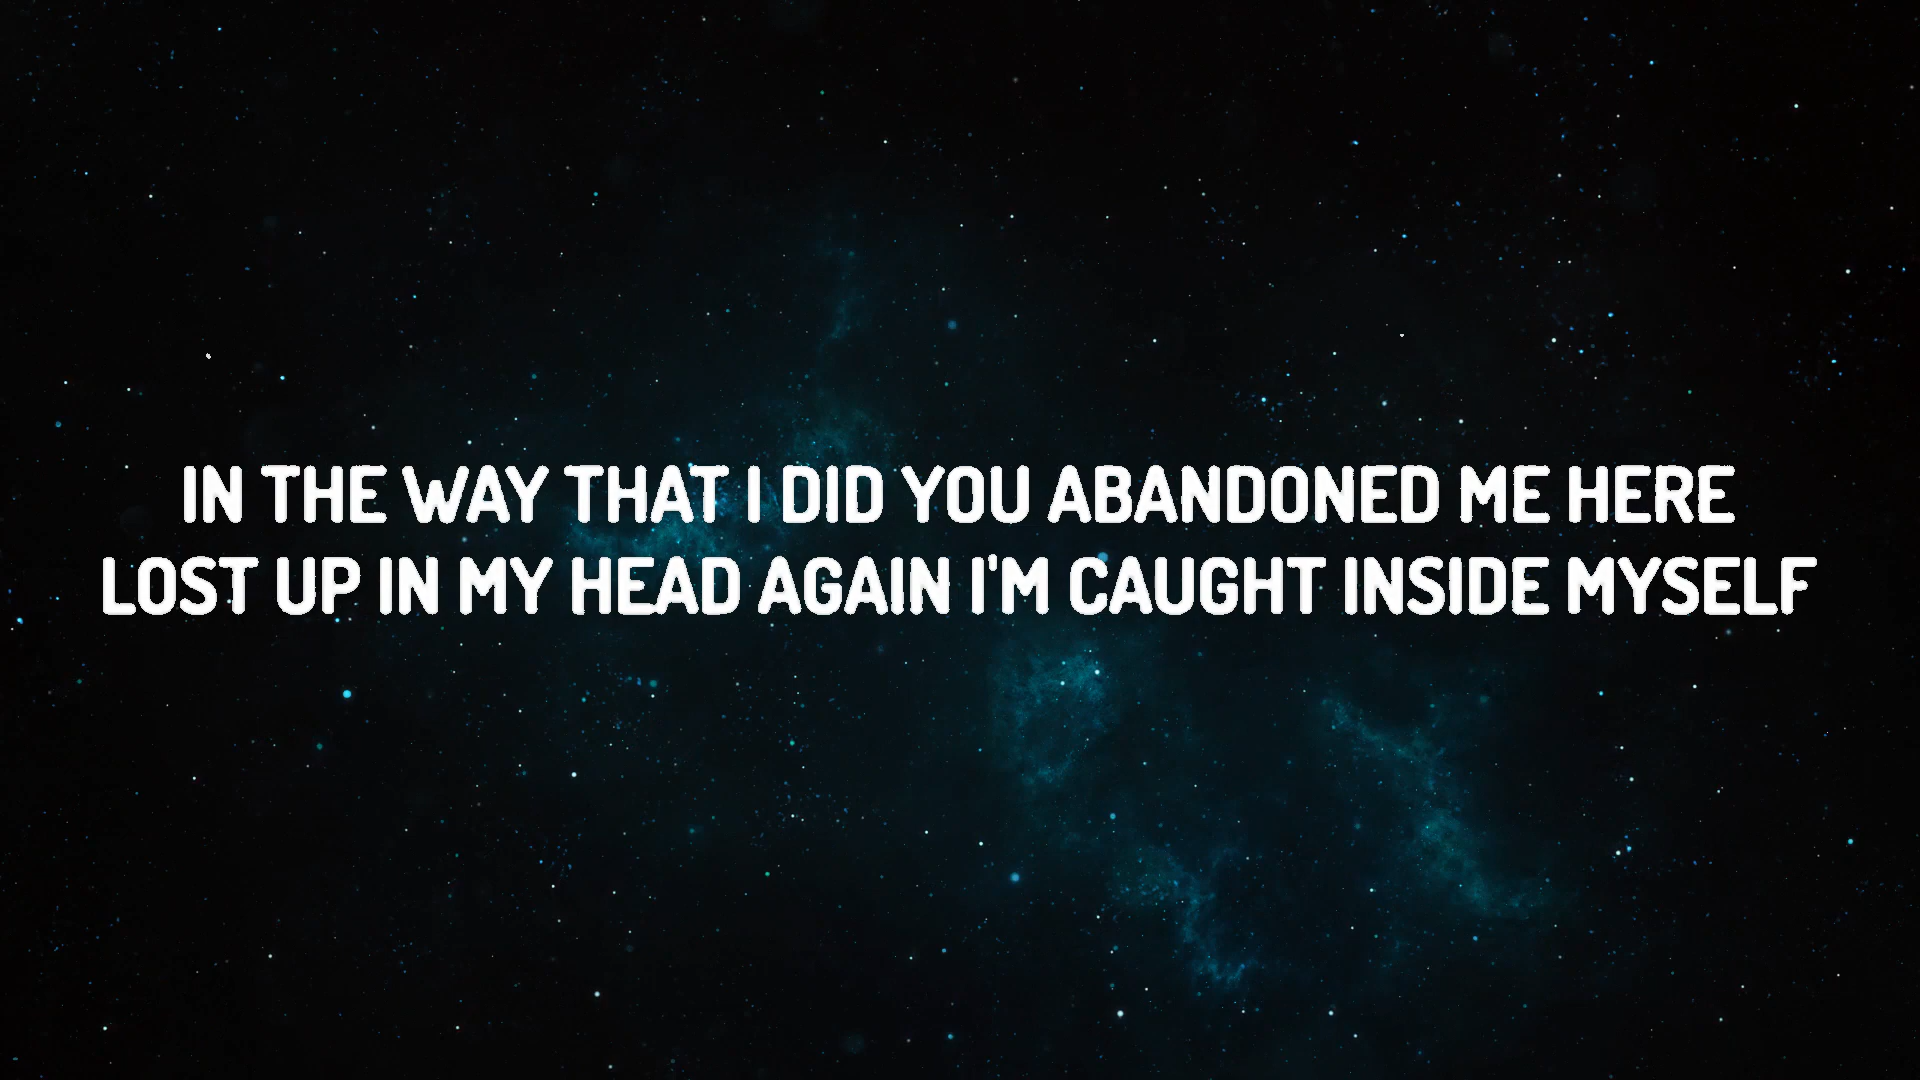 IN THE WAY THAT I DID YOU ABANDONED ME HERE
LOST UP IN MY HEAD AGAIN I'M CAUGHT INSIDE MYSELF